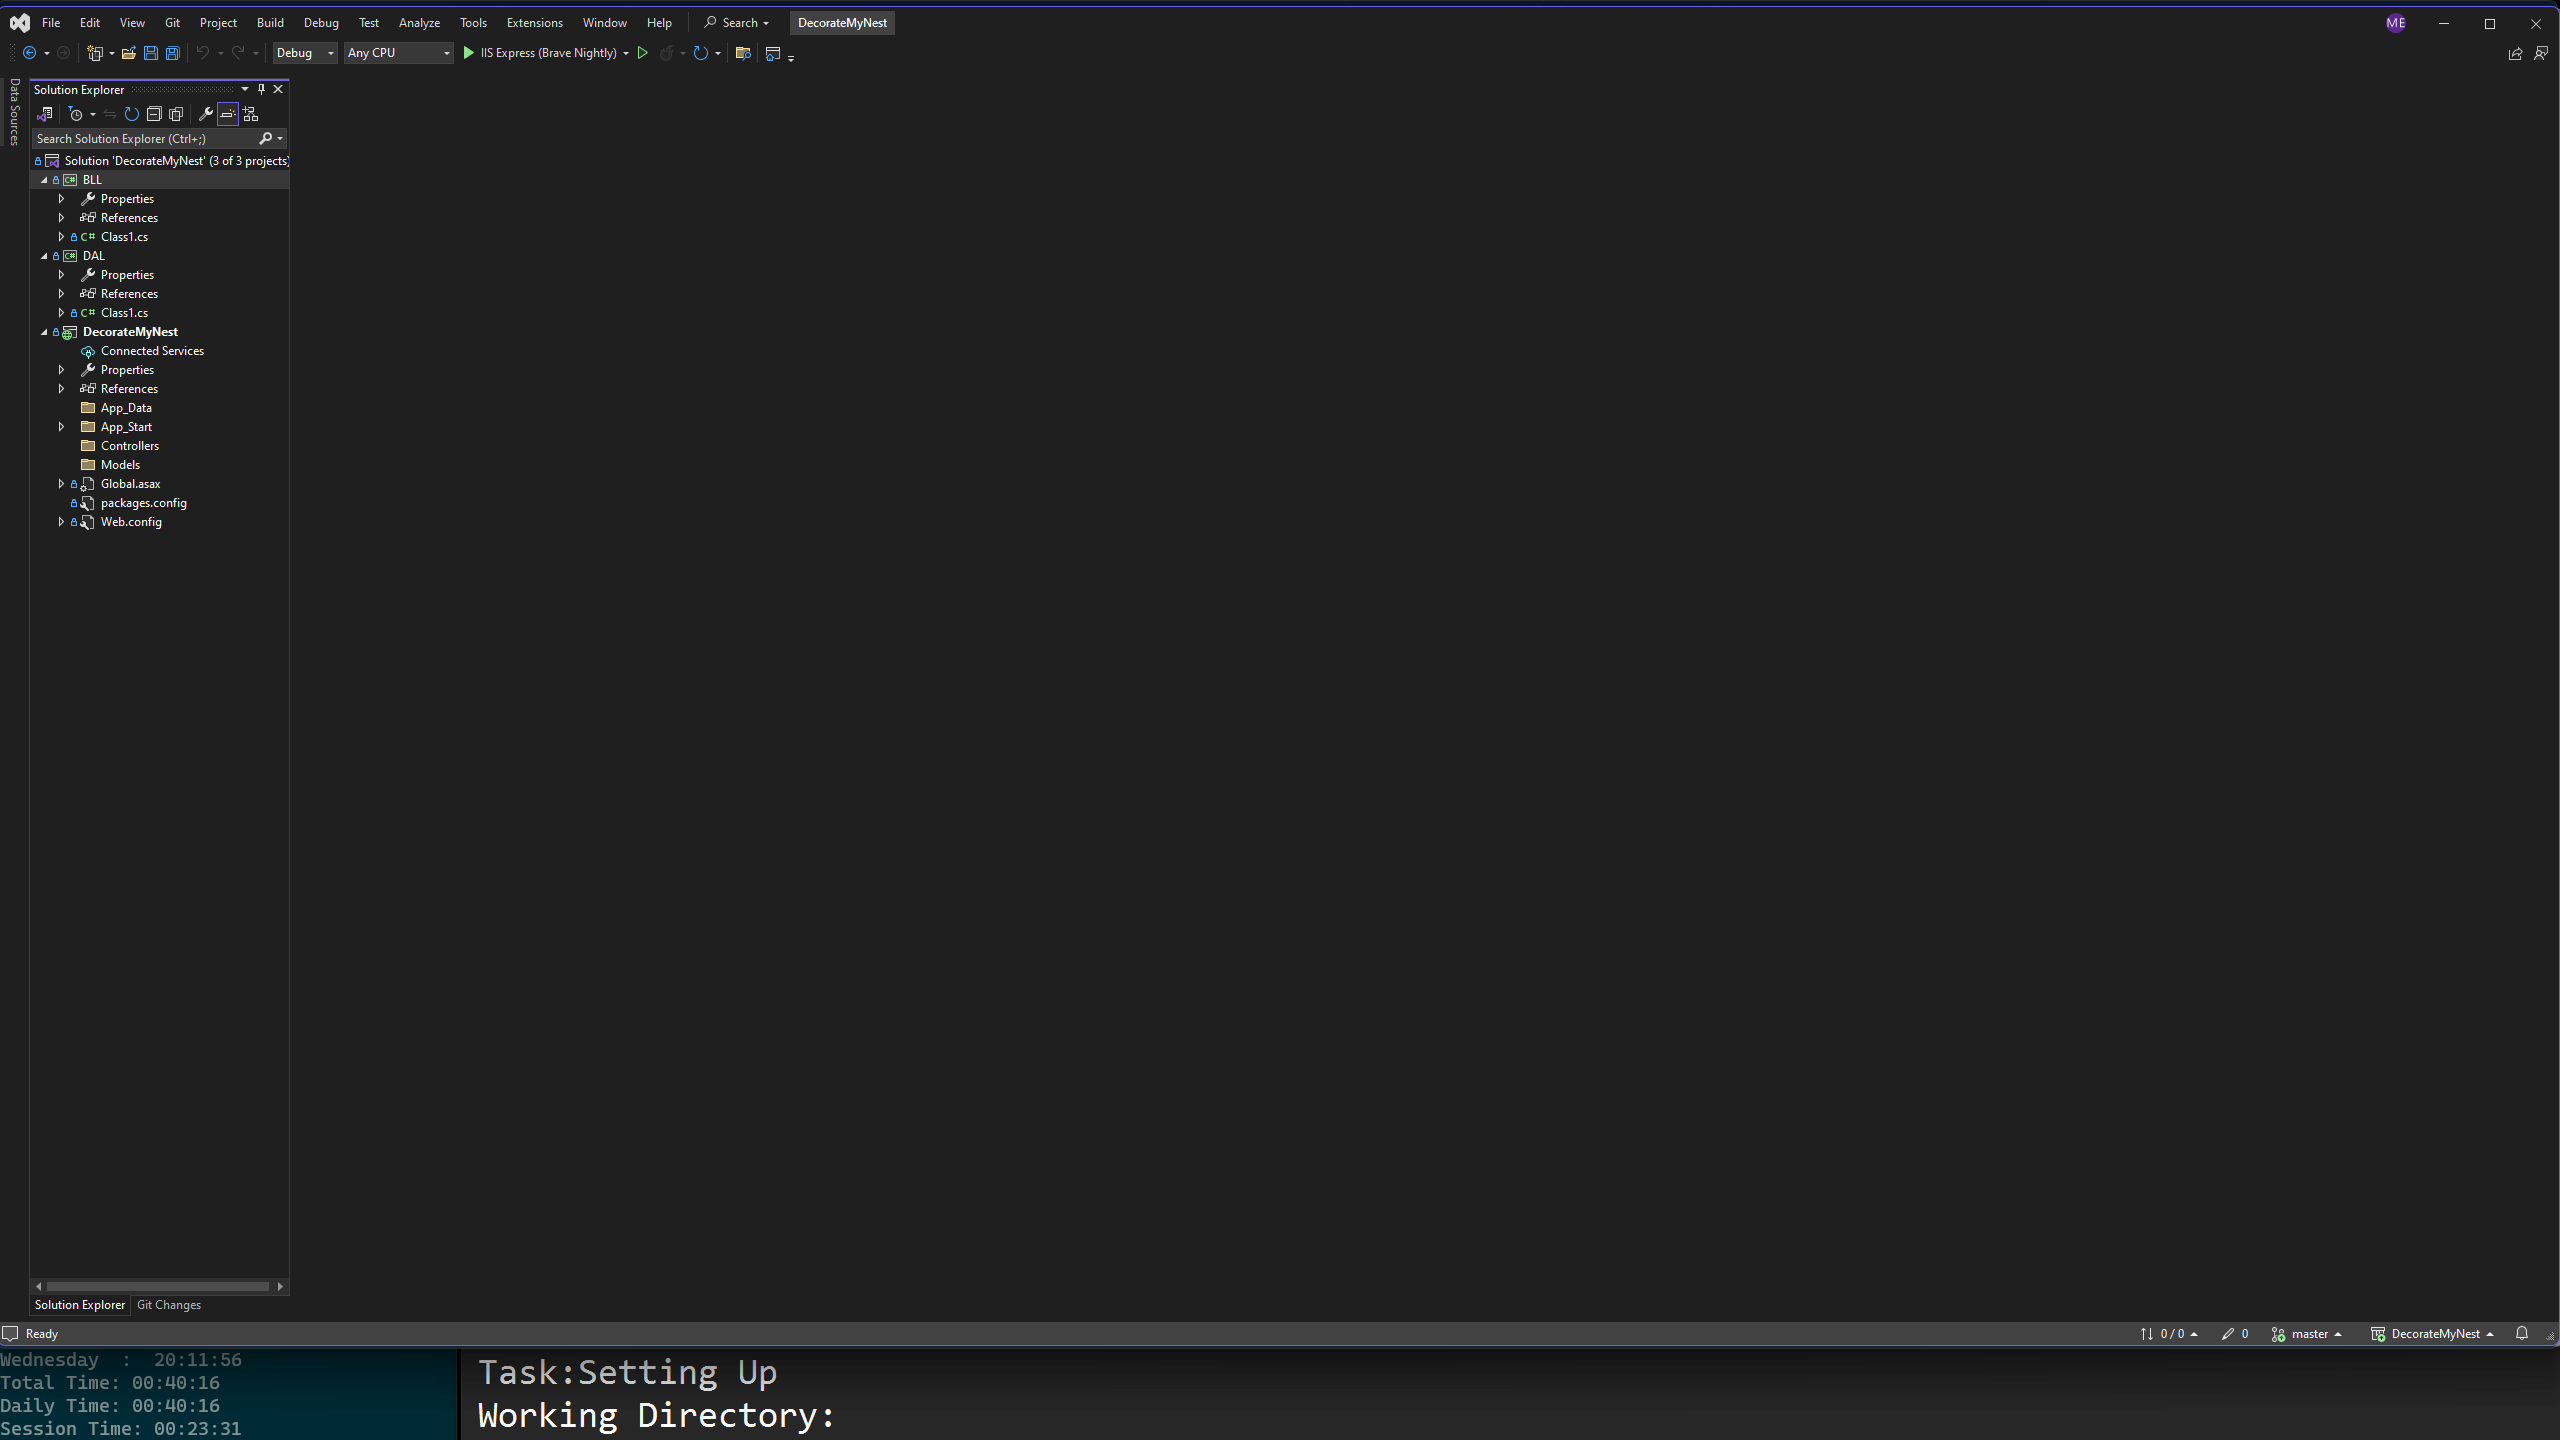 File Edit View Git Project Build Debug Test Analyze Tools Extensions Window Help Search DecorateMyNest ME
Debug Any CPU IIS Express (Brave Nightly)
Data Sources
Solution Explorer
Search Solution Explorer (Ctrl+;)
Solution 'DecorateMyNest' (3 of 3 projects)
C# BLL
Properties
References
C# Class1.cs
C# DAL
Properties
References
C# Class1.cs
DecorateMyNest
Connected Services
Properties
References
App_Data
App_Start
Controllers
Models
Global.asax
packages.config
Web.config
Solution Explorer Git Changes
Ready 0 / 0 0 master DecorateMyNest
Wednesday : 20:11:56
Total Time: 00:40:16
Daily Time: 00:40:16
Session Time: 00:23:31
Task:Setting Up
Working Directory: